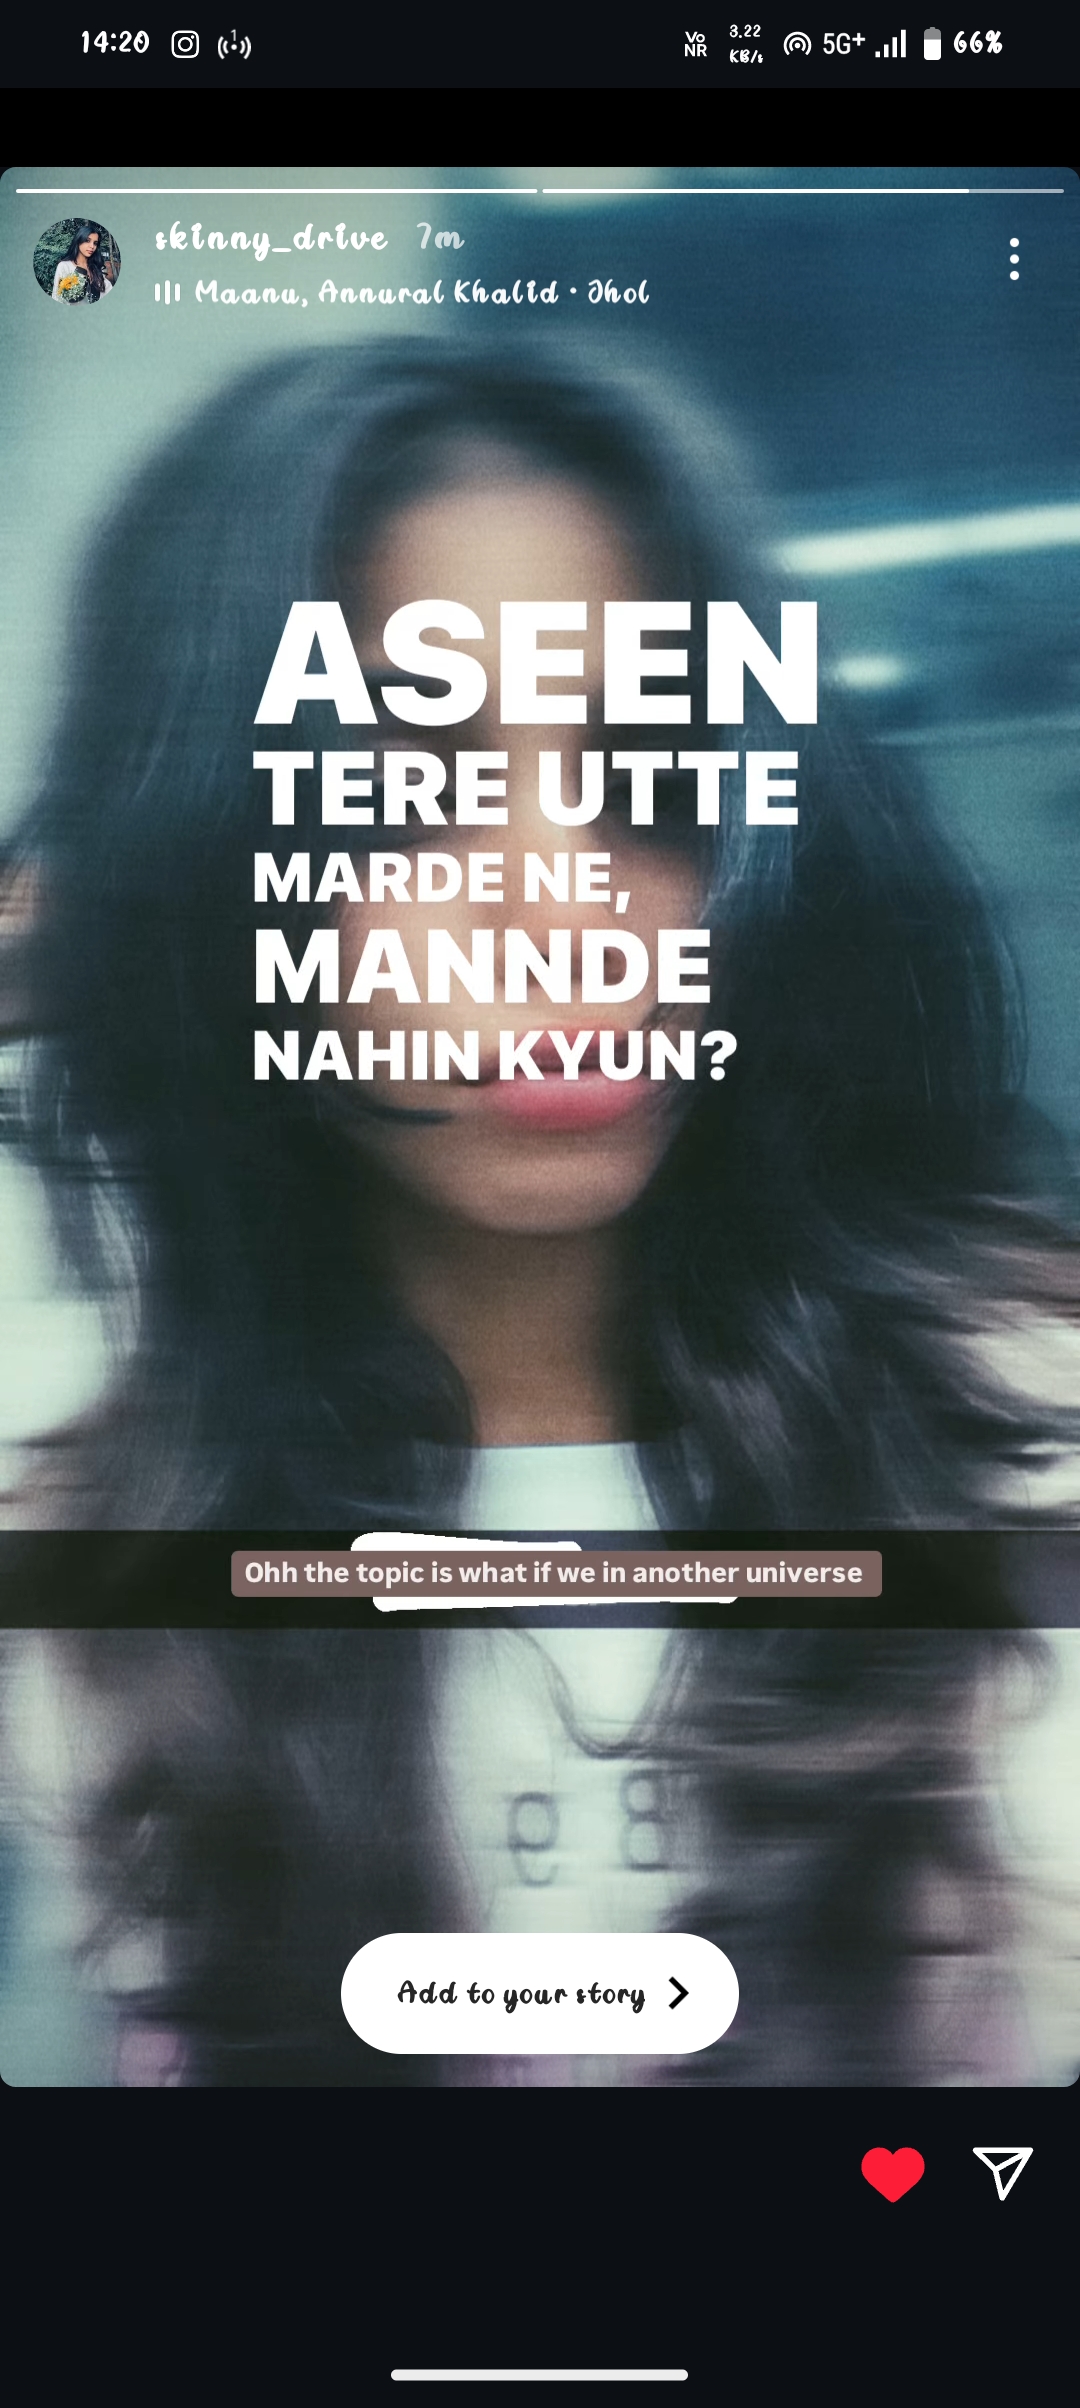 14:20
Vo
NR
3.22
KB/s
5G+
66%
skinny_drive 7m
Maanu, Annural Khalid • Jhol
ASEEN
TERE UTTE
MARDE NE,
MANNDE
NAHIN KYUN?
Ohh the topic is what if we in another universe
Add to your story